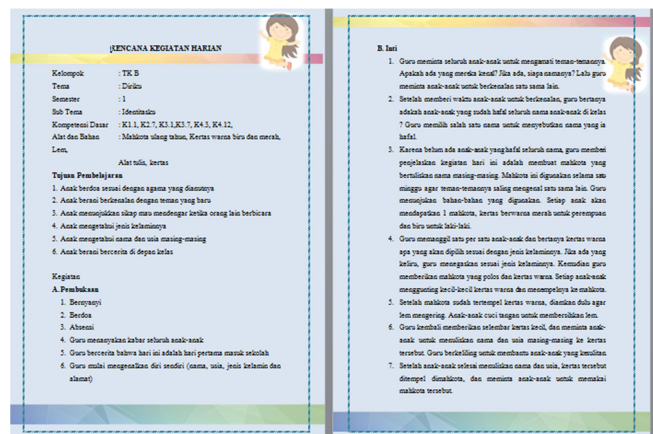 RENCANA KEGIATAN HARIAN
Kelompok : TK B
Tema : Diriku
Semester : 1
Sub Tema : Identitasku
Kompetensi Dasar : K1.1, K2.7, K3.1,K3.7, K4.3, K4.12,
Alat dan Bahan : Mahkota ulang tahun, Kertas warna biru dan merah,
Lem,
Alat tulis, kertas
Tujuan Pembelajaran
1. Anak berdoa sesuai dengan agama yang dianutnya
2. Anak berani berkenalan dengan teman yang baru
3. Anak menunjukkan sikap mau mendengar ketika orang lain berbicara
4. Anak mengetahui jenis kelaminnya
5. Anak mengetahui nama dan usia masing-masing
6. Anak berani bercerita di depan kelas
Kegiatan
A. Pembukaan
1. Bernyanyi
2. Berdoa
3. Absensi
4. Guru menanyakan kabar seluruh anak-anak
5. Guru bercerita bahwa hari ini adalah hari pertama masuk sekolah
6. Guru mulai mengenalkan diri sendiri (nama, usia, jenis kelamin dan
alamat)
B. Inti
1. Guru meminta seluruh anak-anak untuk mengamati teman-temannya.
Apakah ada yang mereka kenal? Jika ada, siapa namanya? Lalu guru
meminta anak-anak untuk berkenalan satu sama lain.
2. Setelah memberi waktu anak-anak untuk berkenalan, guru bertanya
adakah anak-anak yang sudah hafal seluruh nama anak-anak di kelas
? Guru memilih salah satu nama untuk menyebutkan nama yang ia
hafal.
3. Karena belum ada anak-anak yang hafal seluruh nama, guru memberi
penjelaskan kegiatan hari ini adalah membuat mahkota yang
bertuliskan nama masing-masing. Mahkota ini digunakan selama satu
minggu agar teman-temannya saling mengenal satu sama lain. Guru
menunjukan bahan-bahan yang digunakan. Setiap anak akan
mendapatkan 1 mahkota, kertas berwarna merah untuk perempuan
dan biru untuk laki-laki.
4. Guru memanggil satu per satu anak-anak dan bertanya kertas warna
apa yang akan dipilih sesuai dengan jenis kelaminnya. Jika ada yang
keliru, guru menegaskan sesuai jenis kelaminnya. Kemudian guru
memberikan mahkota yang polos dan kertas warna. Setiap anak-anak
menggunting kecil-kecil kertas warna dan menempelnya ke mahkota.
5. Setelah mahkota sudah tertempel kertas warna, diamkan dulu agar
lem mengering. Anak-anak cuci tangan untuk membersihkan lem.
6. Guru kembali memberikan selembar kertas kecil, dan meminta anak-
anak untuk menuliskan nama dan usia masing-masing ke kertas
tersebut. Guru berkeliling untuk membantu anak-anak yang kesulitan
7. Setelah anak-anak selesai menuliskan nama dan usia, kertas tersebut
ditempel dimahkota, dan meminta anak-anak untuk memakai
mahkota tersebut.